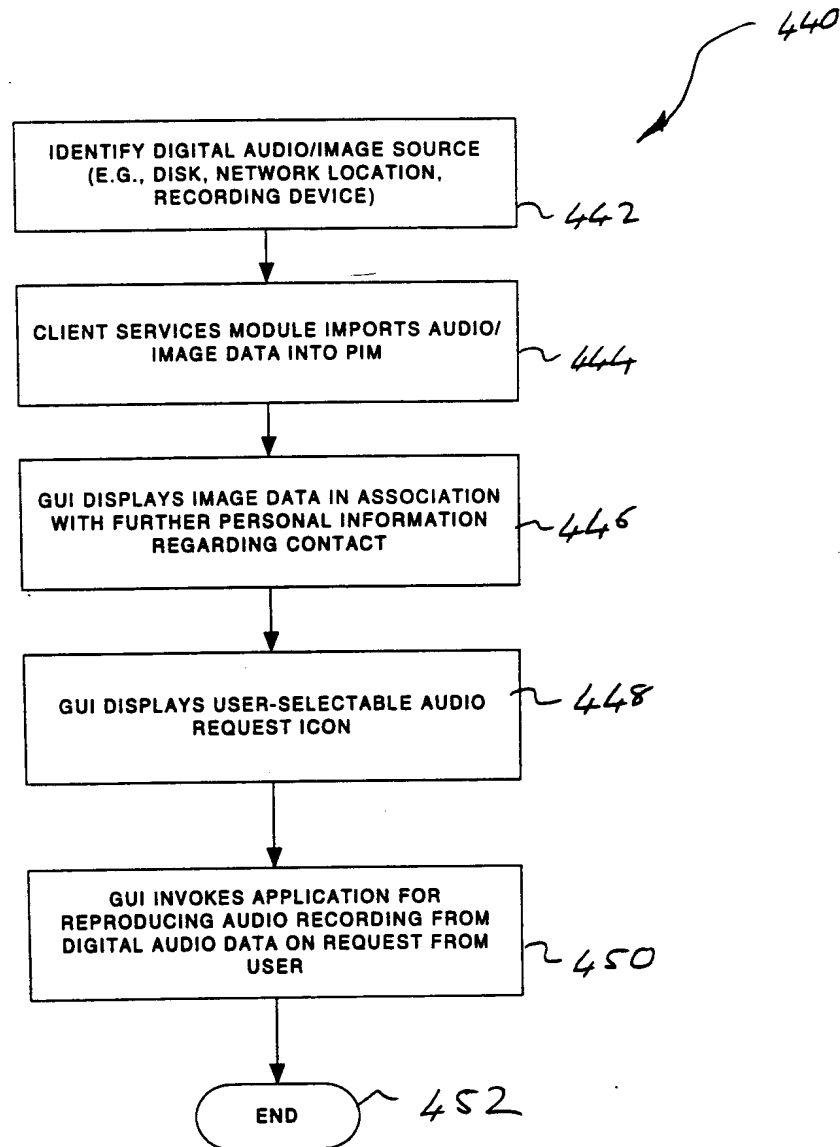 440
IDENTIFY DIGITAL AUDIO/IMAGE SOURCE
(E.G., DISK, NETWORK LOCATION,
RECORDING DEVICE)
442
CLIENT SERVICES MODULE IMPORTS AUDIO/
IMAGE DATA INTO PIM
444
GUI DISPLAYS IMAGE DATA IN ASSOCIATION
WITH FURTHER PERSONAL INFORMATION
REGARDING CONTACT
446
GUI DISPLAYS USER-SELECTABLE AUDIO
REQUEST ICON
448
GUI INVOKES APPLICATION FOR
REPRODUCING AUDIO RECORDING FROM
DIGITAL AUDIO DATA ON REQUEST FROM
USER
450
END
452